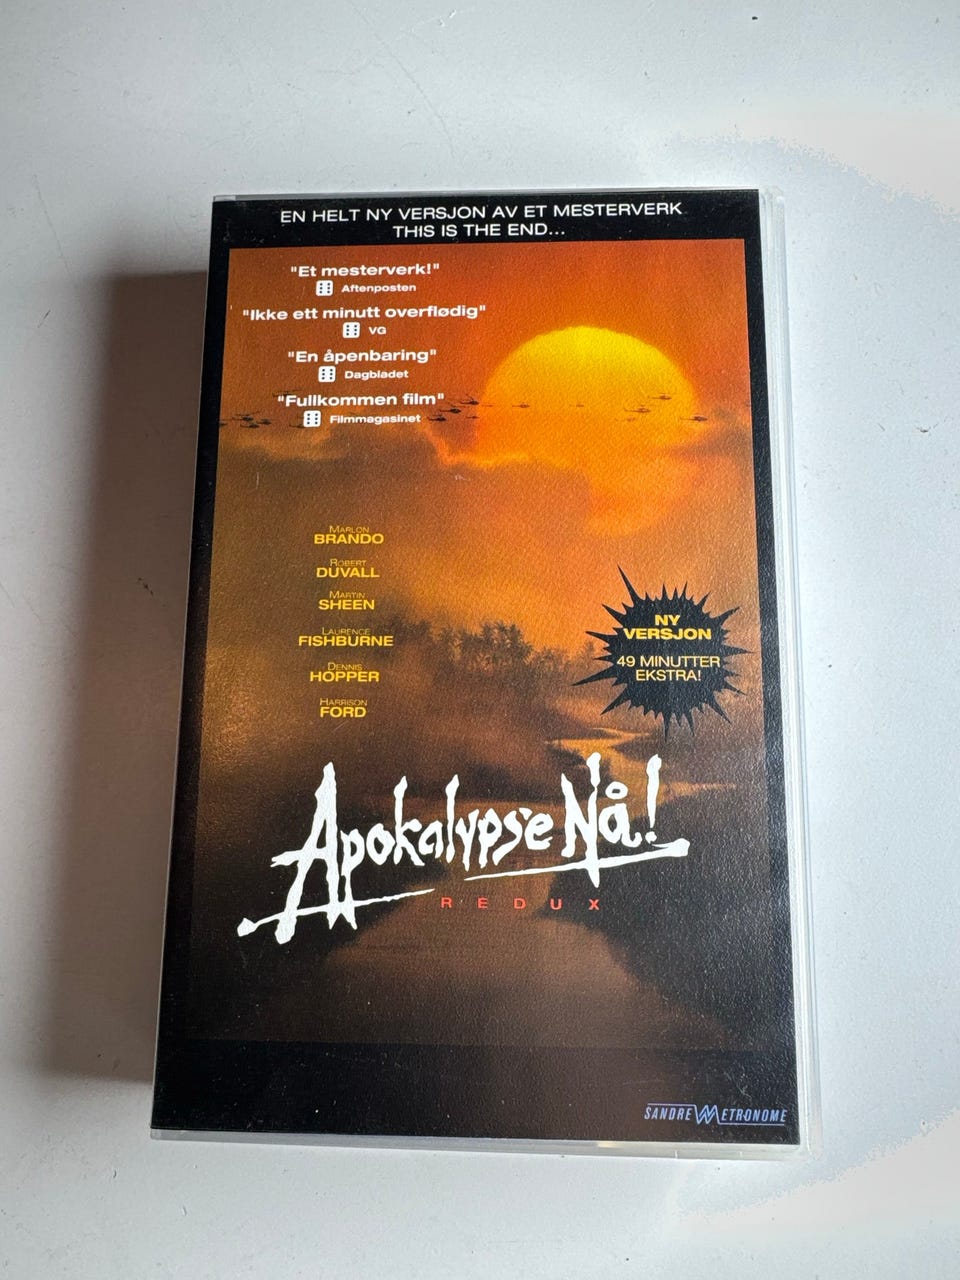 EN HELT NY VERSJON AV ET MESTERVERK
THIS IS THE END...
"Et mesterverk!"
Aftenposten
"Ikke ett minutt overflødig"
VG
"En åpenbaring"
Dagbladet
"Fullkommen film"
Filmmagasinet
MARLON
BRANDO
ROBERT
DUVALL
MARTIN
SHEEN
LAURENCE
FISHBURNE
DENNIS
HOPPER
HARRISON
FORD
NY
VERSJON
49 MINUTTER
EKSTRA!
Apokalypse Nå!
REDUX
SANDRE METRONOME